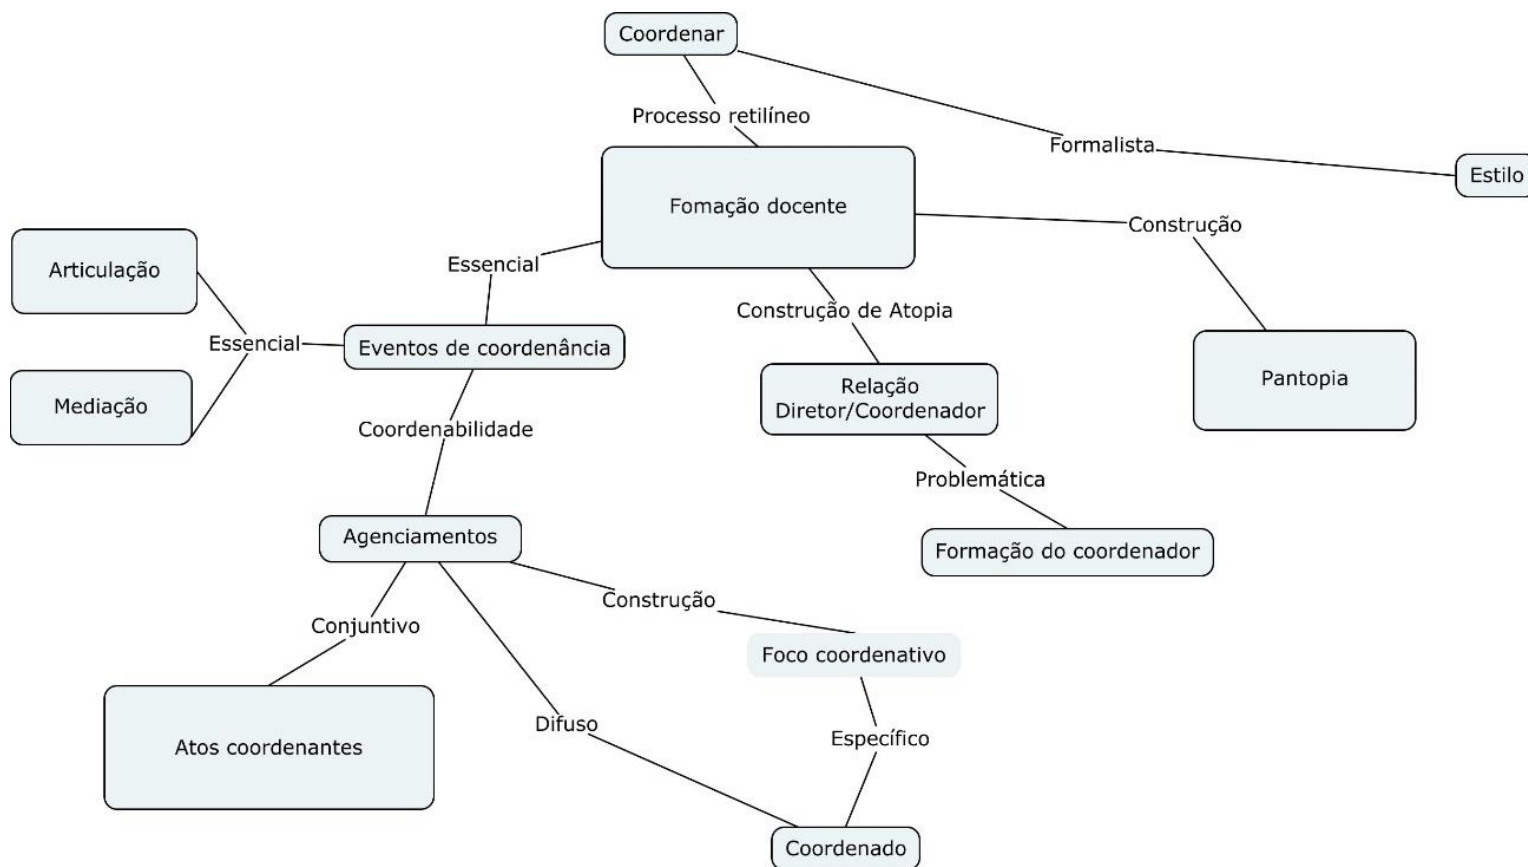 Coordenar
Processo retilíneo
Formalista
Estilo
Fomação docente
Construção
Articulação
Essencial
Construção de Atopia
Essencial
Eventos de coordenância
Relação
Diretor/Coordenador
Pantopia
Mediação
Coordenabilidade
Problemática
Agenciamentos
Formação do coordenador
Construção
Conjuntivo
Foco coordenativo
Difuso
Específico
Atos coordenantes
Coordenado